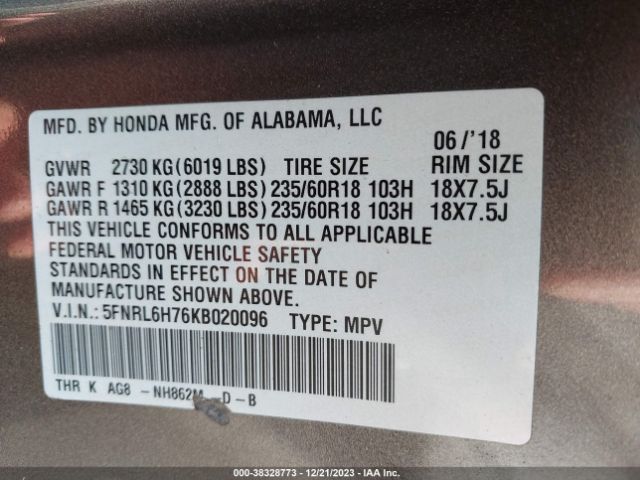 MFD. BY HONDA MFG. OF ALABAMA, LLC
06/'18
GVWR 2730 KG(6019 LBS) TIRE SIZE RIM SIZE
GAWR F 1310 KG(2888 LBS)235/60R18 103H 18X7.5J
GAWR R 1465 KG(3230 LBS)235/60R18 103H 18X7.5J
THIS VEHICLE CONFORMS TO ALL APPLICABLE
FEDERAL MOTOR VEHICLE SAFETY
STANDARDS IN EFFECT ON THE DATE OF
MANUFACTURE SHOWN ABOVE.
V.I.N.: 5FNRL6H76KB020096 TYPE: MPV
THR K AG8 -NH862M -D-B
000-38328773 - 12/21/2023 - IAA Inc.